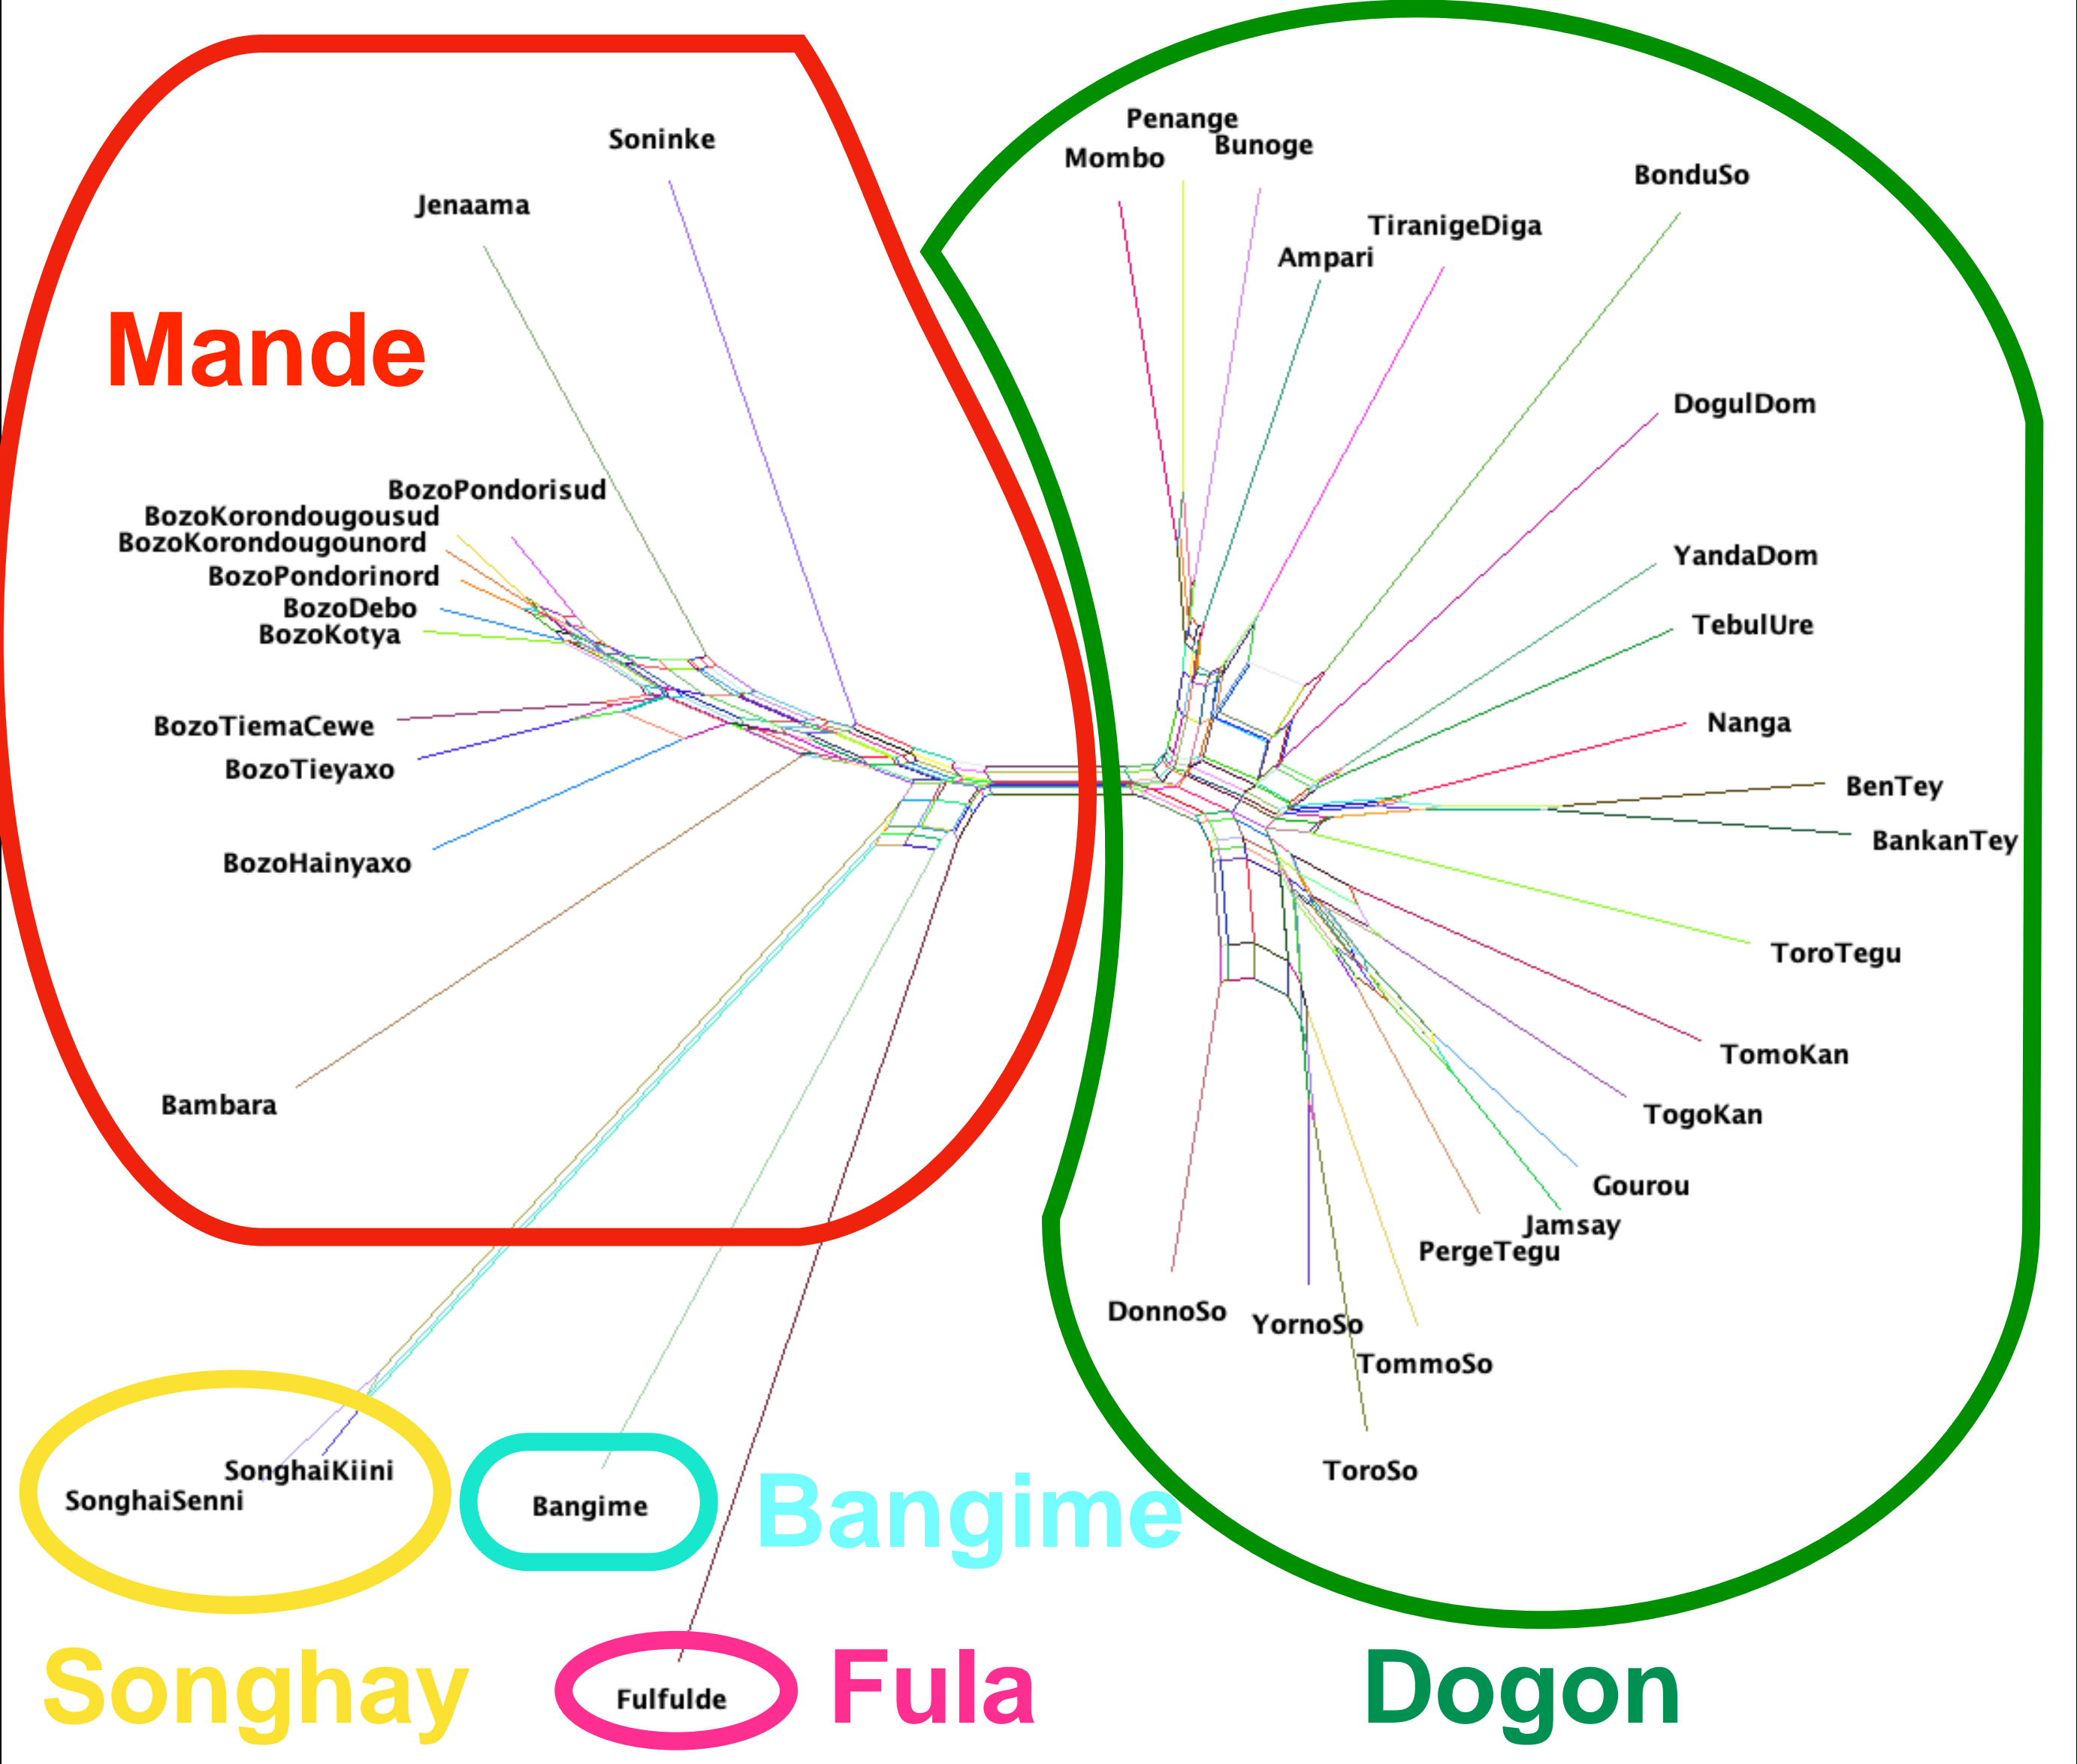 Penange
Soninke
Bunoge
Mombo
BonduSo
Jenaama
TiranigeDiga
Ampari
Mande
DogulDom
BozoPondorisud
BozoKorondougousud
BozoKorondougounord
YandaDom
BozoPondorinord
BozoDebo
TebulUre
BozoKotya
BozoTiemaCewe
Nanga
BozoTieyaxo
BenTey
BankanTey
BozoHainyaxo
ToroTegu
TomoKan
Bambara
TogoKan
Gourou
Jamsay
PergeTegu
DonnoSo
YornoSo
TommoSo
SonghaiKiini
ToroSo
SonghaiSenni
Bangime
Bangime
Songhay
Fulfulde
Fula
Dogon